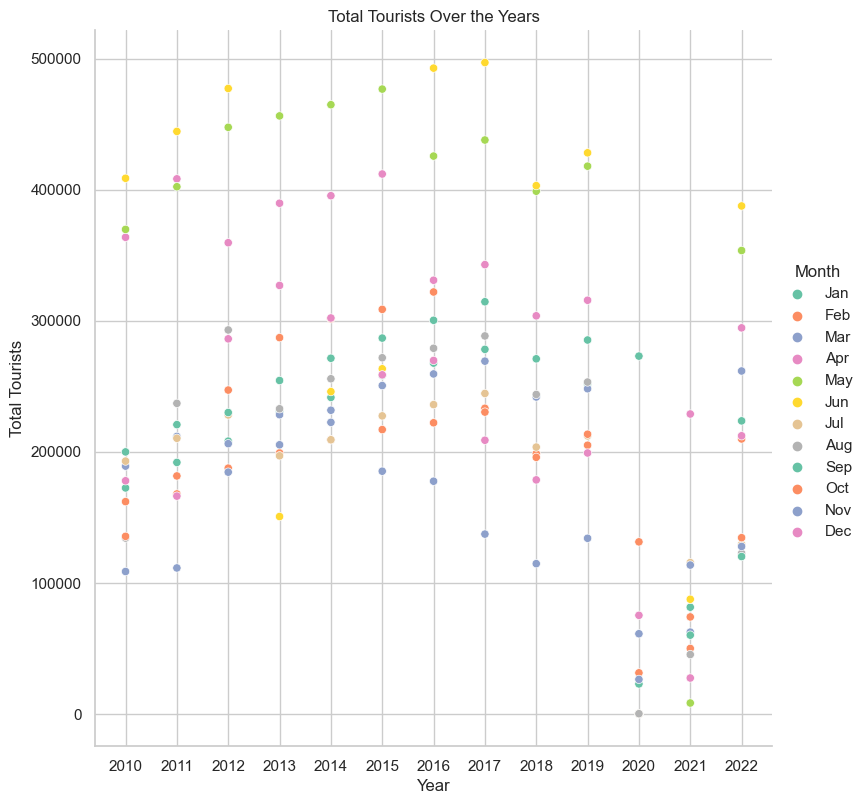 Total Tourists Over the Years
500000
400000
300000
200000
100000
0
Total Tourists
2010 2011 2012 2013 2014 2015 2016 2017 2018 2019 2020 2021 2022
Year
Month
Jan
Feb
Mar
Apr
May
Jun
Jul
Aug
Sep
Oct
Nov
Dec